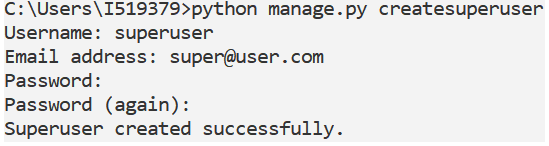 C:\Users\I519379>python manage.py createsuperuser
Username: superuser
Email address: super@user.com
Password:
Password (again):
Superuser created successfully.